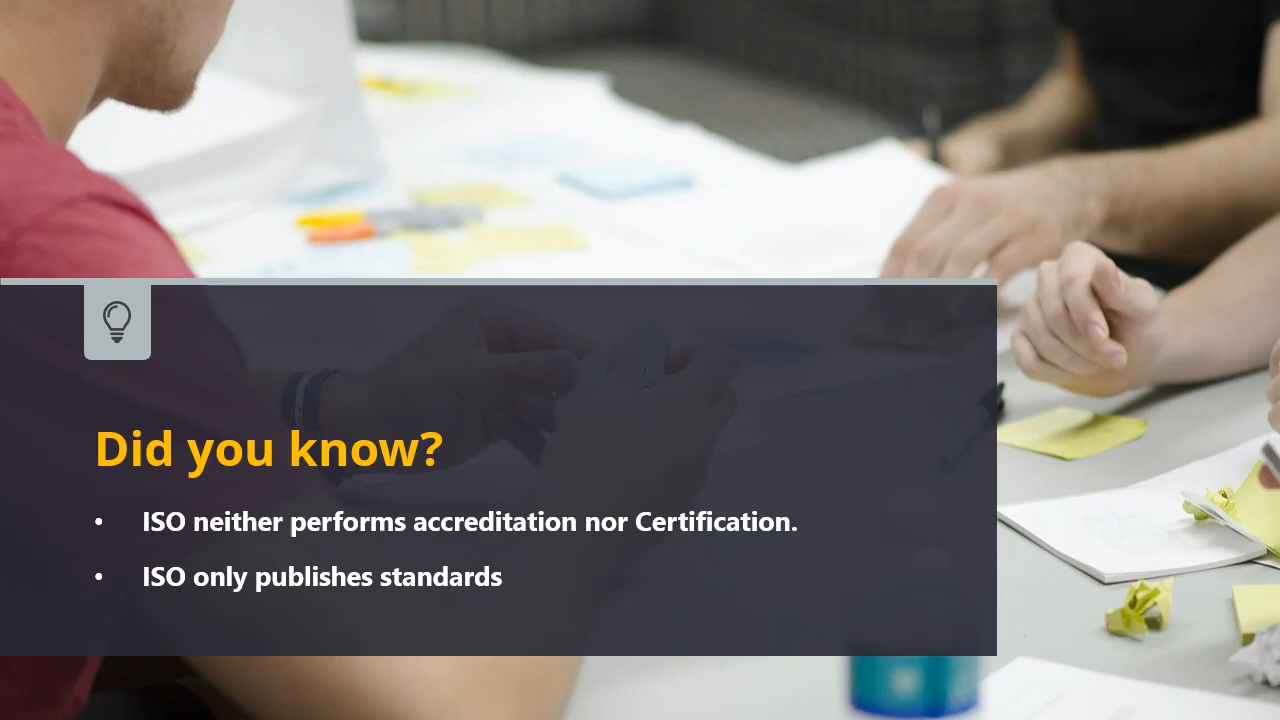 Did you know?
• ISO neither performs accreditation nor Certification.
• ISO only publishes standards